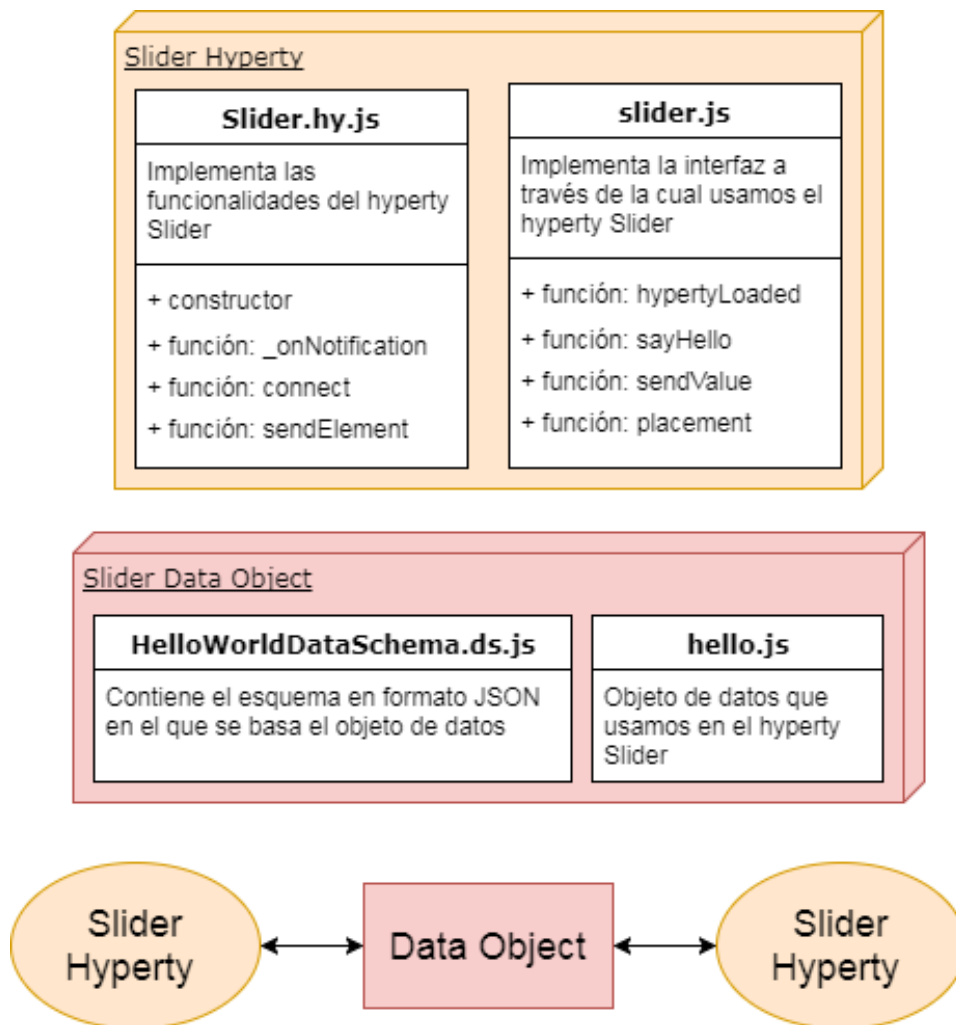 Slider Hyperty
Slider.hy.js
Implementa las
funcionalidades del hyperty
Slider
+ constructor
+ función: _onNotification
+ función: connect
+ función: sendElement
slider.js
Implementa la interfaz a
través de la cual usamos el
hyperty Slider
+ función: hypertyLoaded
+ función: sayHello
+ función: sendValue
+ función: placement
Slider Data Object
HelloWorldDataSchema.ds.js
Contiene el esquema en formato JSON
en el que se basa el objeto de datos
hello.js
Objeto de datos que
usamos en el hyperty
Slider
Slider
Hyperty
Data Object
Slider
Hyperty